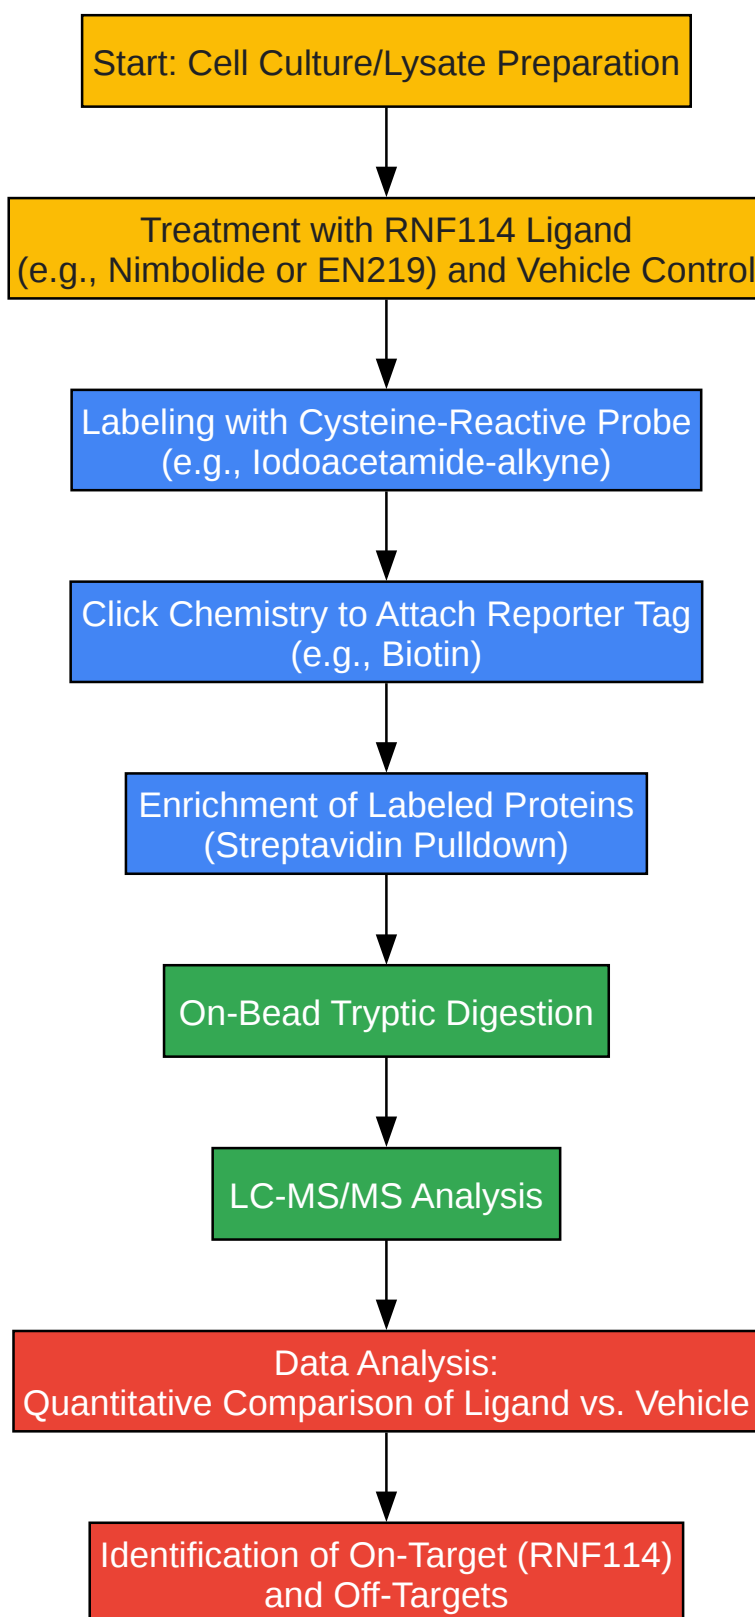 Start: Cell Culture/Lysate Preparation
Treatment with RNF114 Ligand
(e.g., Nimbolide or EN219) and Vehicle Control
Labeling with Cysteine-Reactive Probe
(e.g., Iodoacetamide-alkyne)
Click Chemistry to Attach Reporter Tag
(e.g., Biotin)
Enrichment of Labeled Proteins
(Streptavidin Pulldown)
On-Bead Tryptic Digestion
LC-MS/MS Analysis
Data Analysis:
Quantitative Comparison of Ligand vs. Vehicle
Identification of On-Target (RNF114)
and Off-Targets